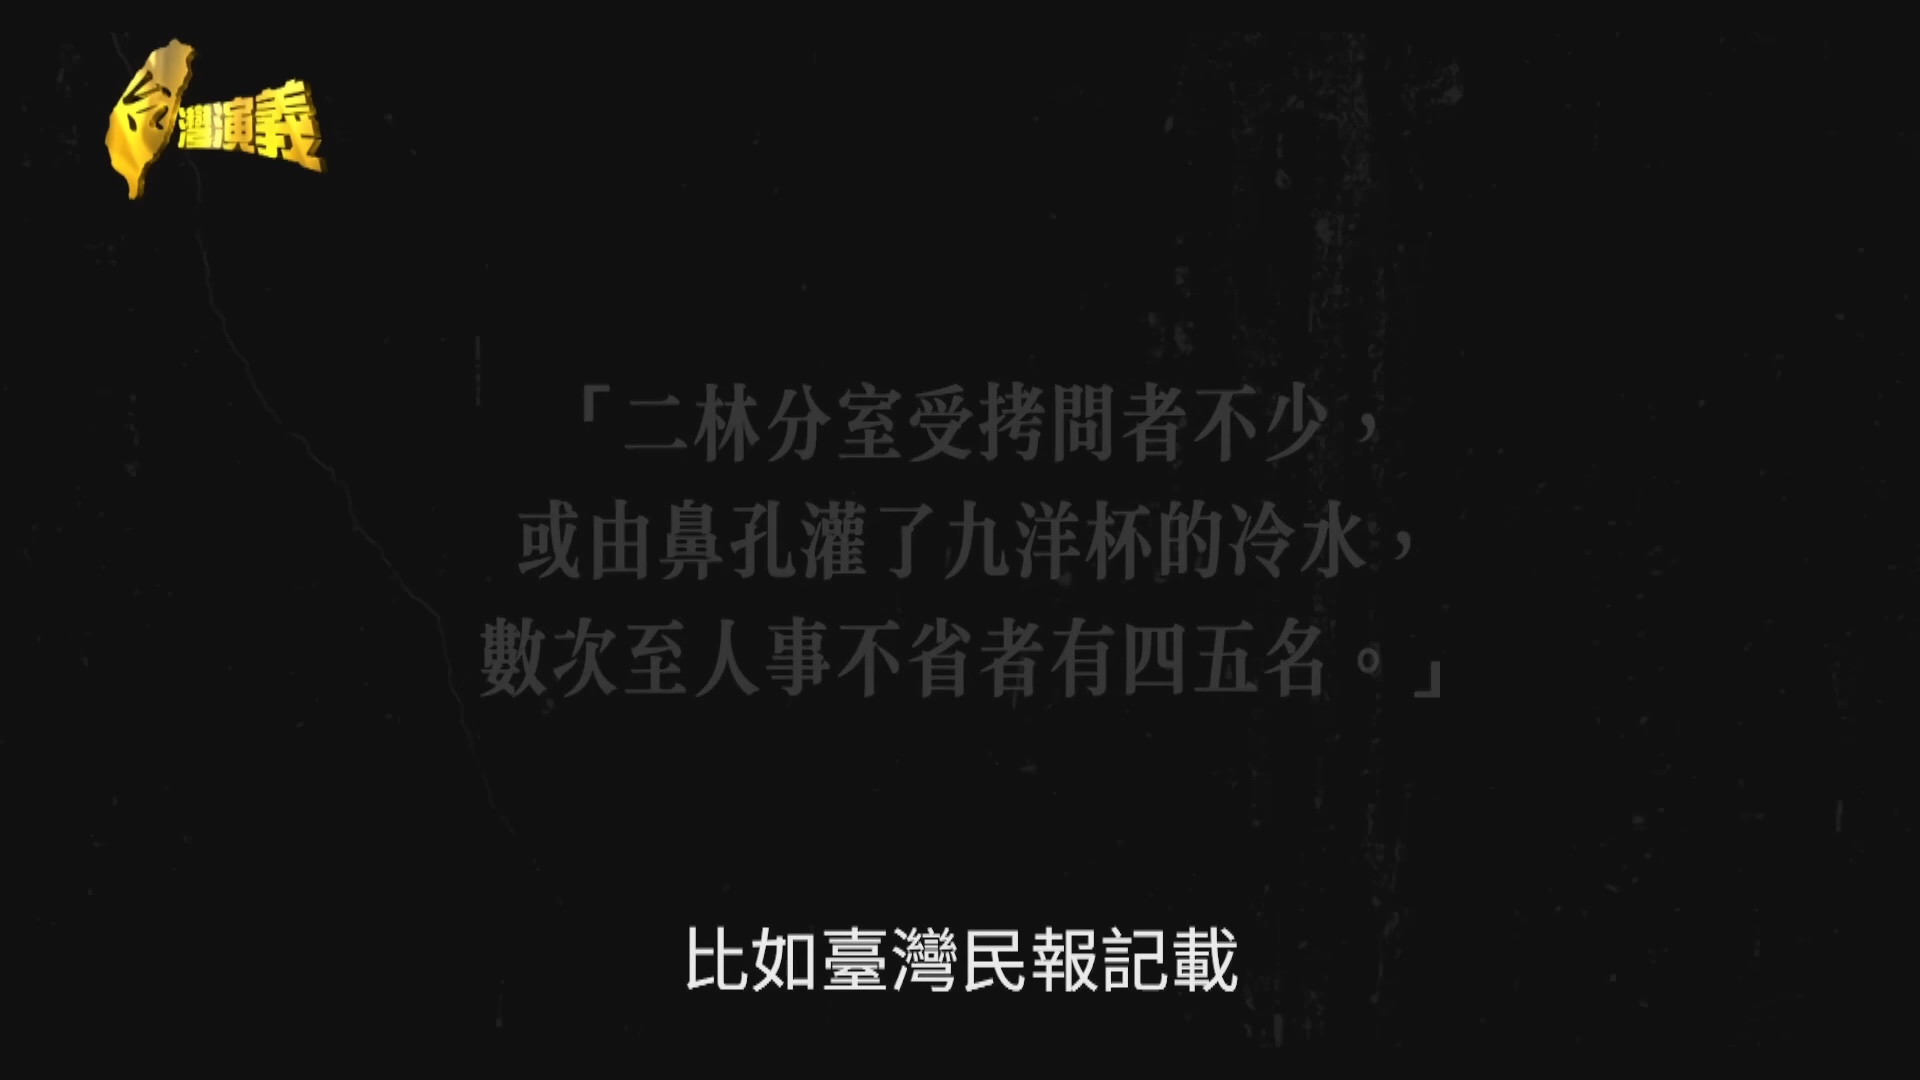 台灣演義
「二林分室受拷問者不少，
或由鼻孔灌了九洋杯的冷水，
數次至人事不省者有四五名。」
比如臺灣民報記載